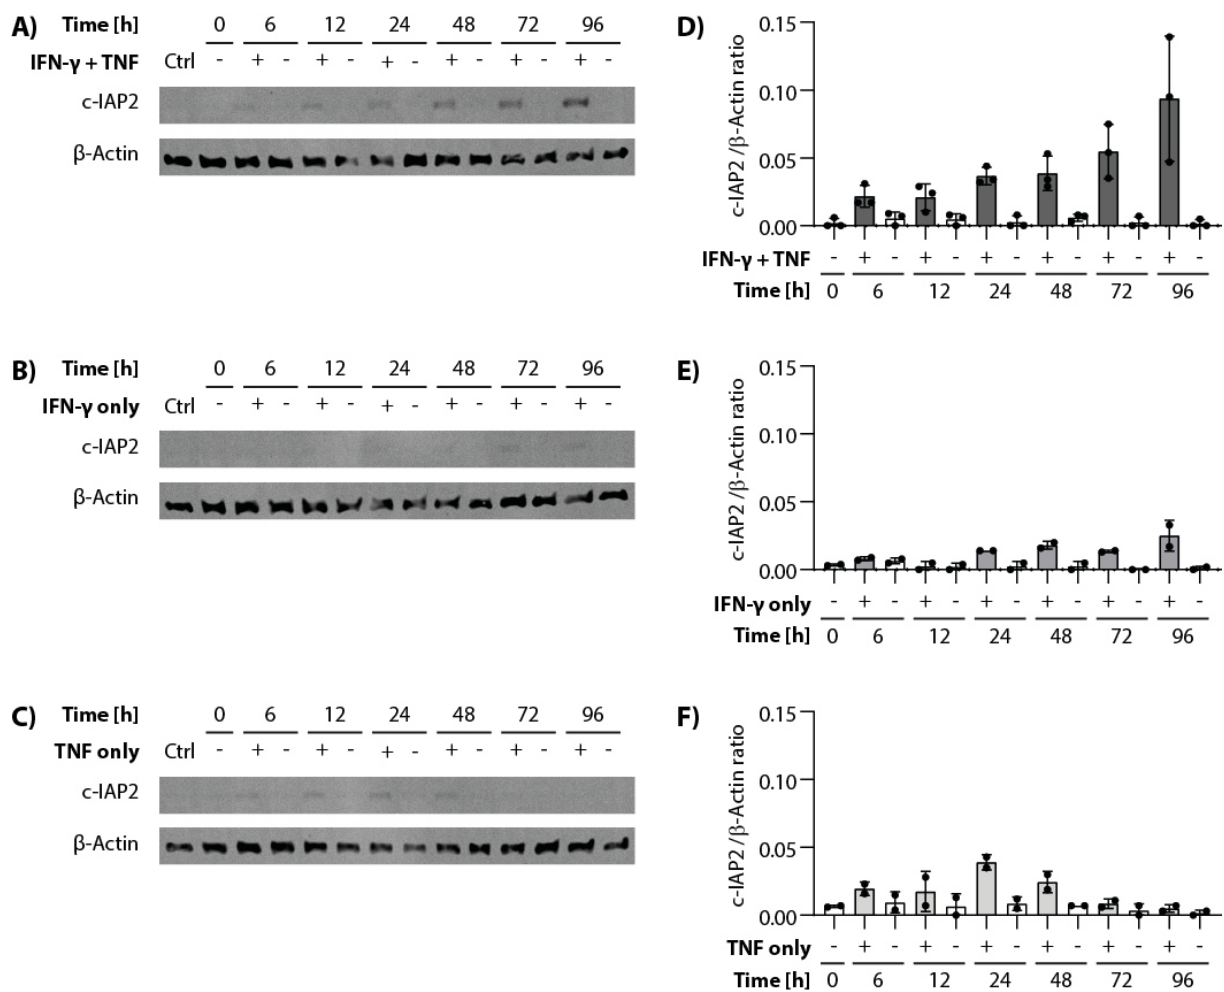 A) Time [h] 0 6 12 24 48 72 96
IFN-γ + TNF Ctrl - + - + - + - + - + - + -
c-IAP2
β-Actin
D)
c-IAP2 /β-Actin ratio
0.15
0.10
0.05
0.00
IFN-γ + TNF - + - + - + - + - + - + -
Time [h] 0 6 12 24 48 72 96
B) Time [h] 0 6 12 24 48 72 96
IFN-γ only Ctrl - + - + - + - + - + - + -
c-IAP2
β-Actin
E)
c-IAP2 /β-Actin ratio
0.15
0.10
0.05
0.00
IFN-γ only - + - + - + - + - + - + -
Time [h] 0 6 12 24 48 72 96
C) Time [h] 0 6 12 24 48 72 96
TNF only Ctrl - + - + - + - + - + - + -
c-IAP2
β-Actin
F)
c-IAP2 /β-Actin ratio
0.15
0.10
0.05
0.00
TNF only - + - + - + - + - + - + -
Time [h] 0 6 12 24 48 72 96